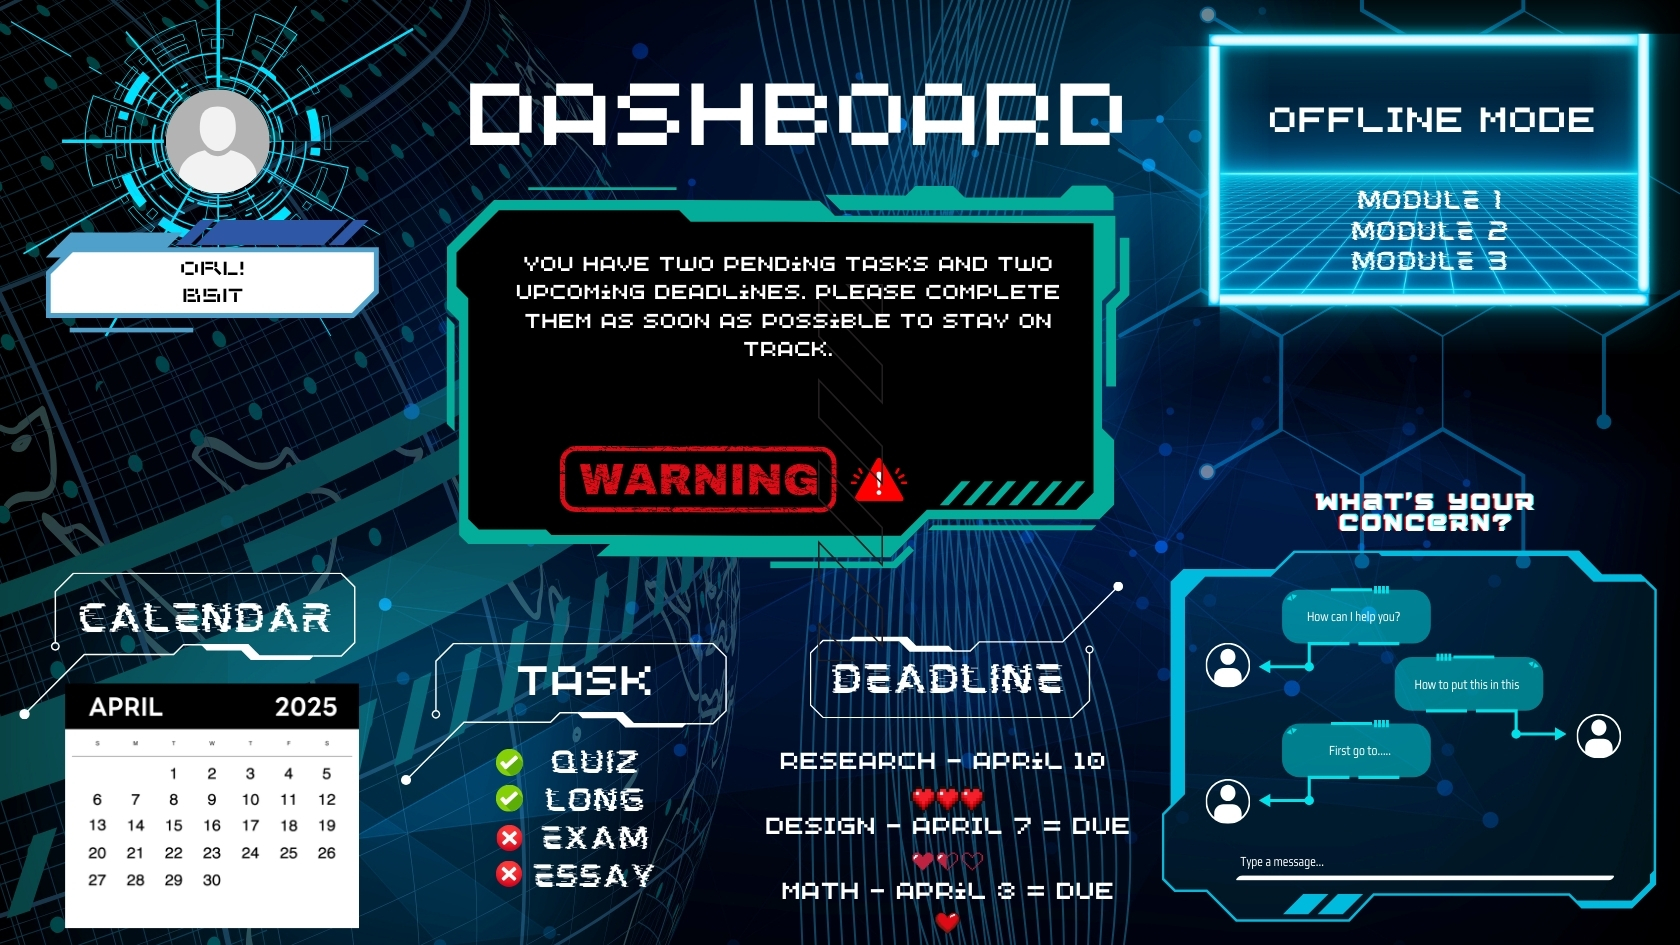 DASHBOARD
ORL!
BSIT
OFFLINE MODE
MODULE 1
MODULE 2
MODULE 3
YOU HAVE TWO PENDiNG TASKS AND TWO
UPCOMiNG DEADLiNES. PLEASE COMPLETE
THEM AS SOON AS POSSiBLE TO STAY ON
TRACK.
WARNING
WHAT'S YOUR
CONCERN?
How can I help you?
How to put this in this
First go to.....
Type a message...
CALENDAR
APRIL 2025
S M T W T F S
1 2 3 4 5
6 7 8 9 10 11 12
13 14 15 16 17 18 19
20 21 22 23 24 25 26
27 28 29 30
TASK
QUIZ
LONG
EXAM
ESSAY
DEADLINE
RESEARCH - APRiL 10
DESIGN - APRIL 7 = DUE
MATH - APRiL 3 = DUE